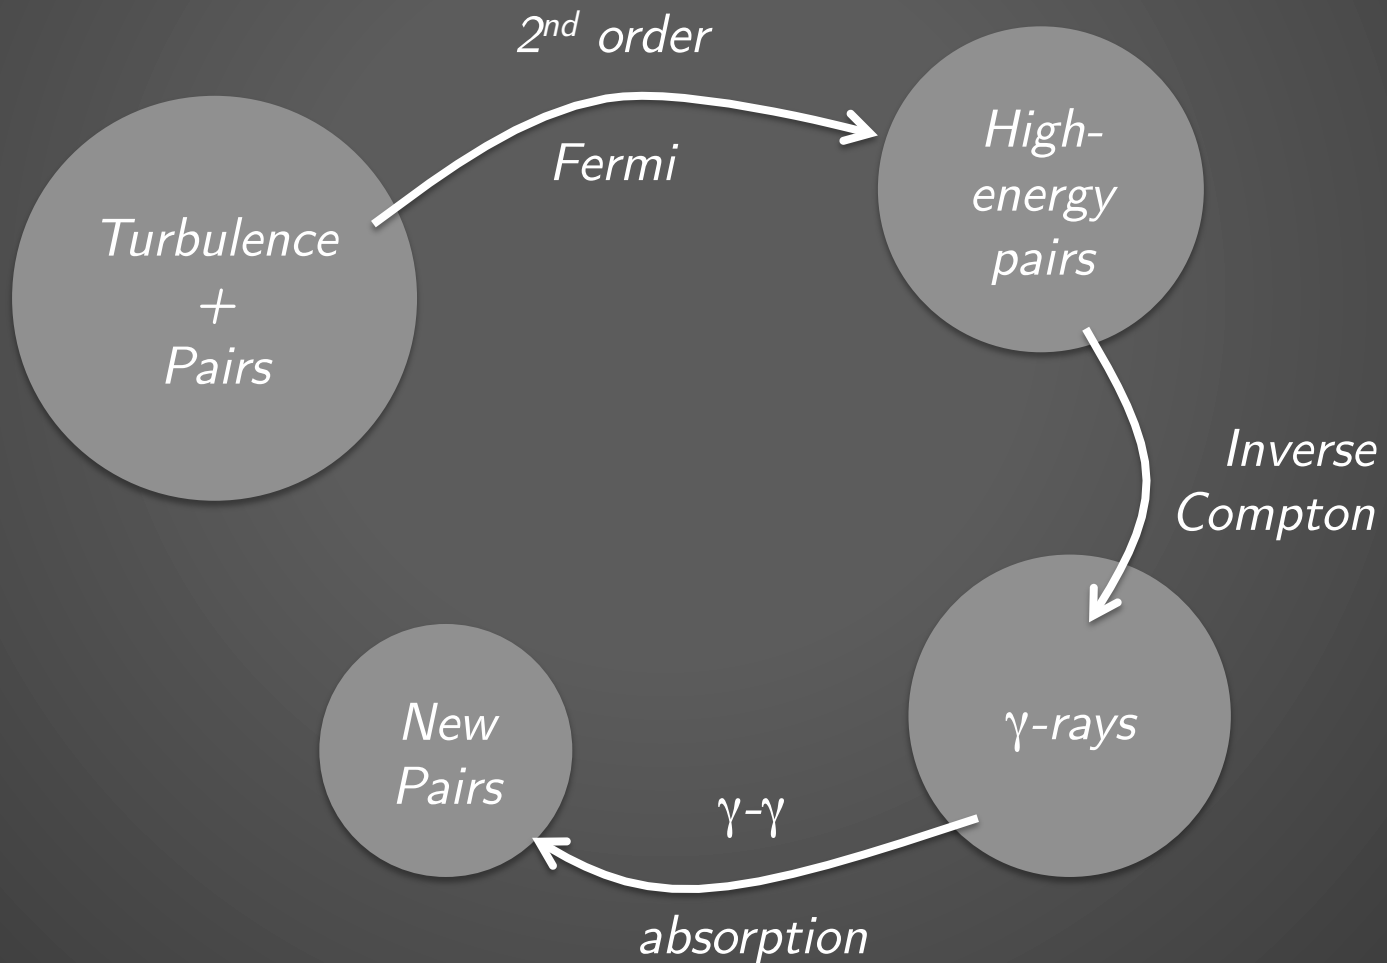 2nd order
Fermi
Turbulence
+
Pairs
High-
energy
pairs
Inverse
Compton
γ-rays
γ-γ
absorption
New
Pairs